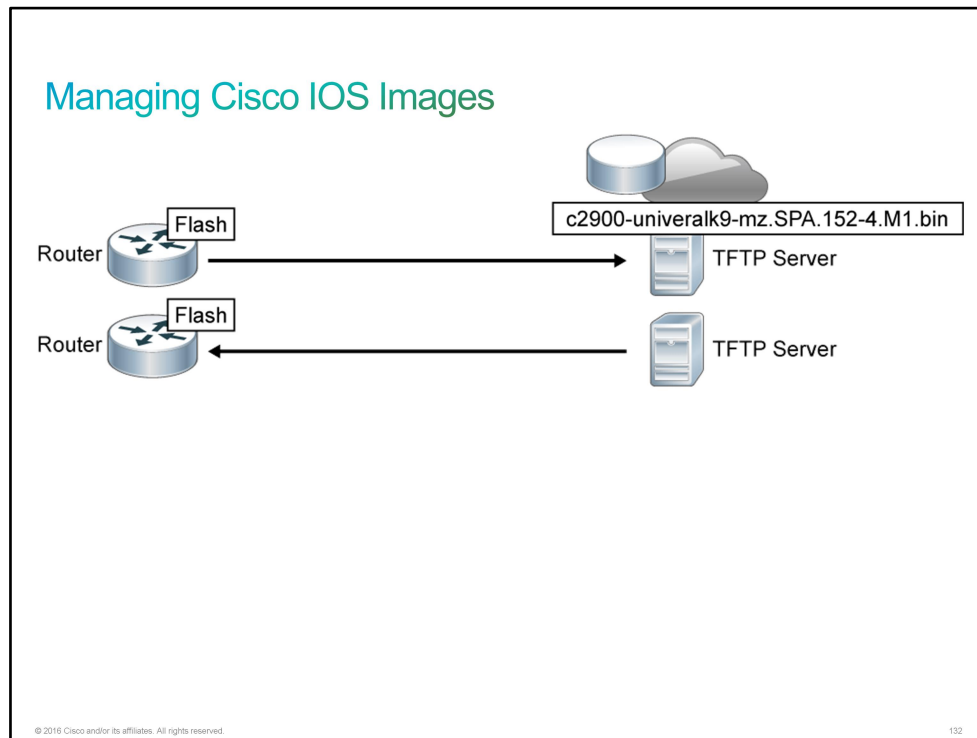 Managing Cisco IOS Images
Flash
Router
c2900-univeralk9-mz.SPA.152-4.M1.bin
TFTP Server
Flash
Router
TFTP Server
© 2016 Cisco and/or its affiliates. All rights reserved.
132